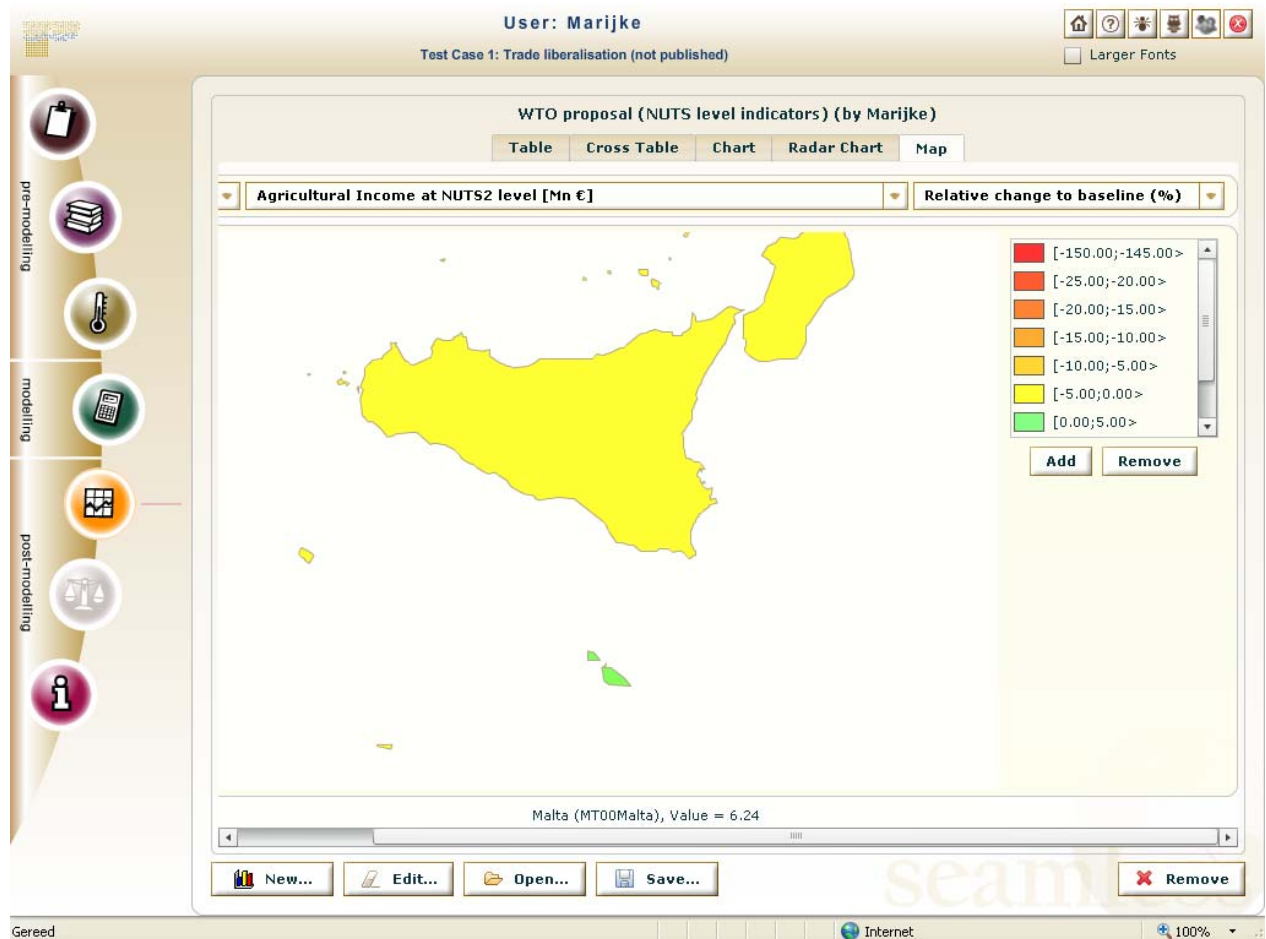 User: Marijke
Test Case 1: Trade liberalisation (not published)
Larger Fonts
pre-modelling
modelling
post-modelling
WTO proposal (NUTS level indicators) (by Marijke)
Table Cross Table Chart Radar Chart Map
Agricultural Income at NUTS2 level [Mn €] Relative change to baseline (%)
[-150.00;-145.00>
[-25.00;-20.00>
[-20.00;-15.00>
[-15.00;-10.00>
[-10.00;-5.00>
[-5.00;0.00>
[0.00;5.00>
Add Remove
Malta (MT00Malta), Value = 6.24
New... Edit... Open... Save... Remove
seamless
Gereed Internet 100%